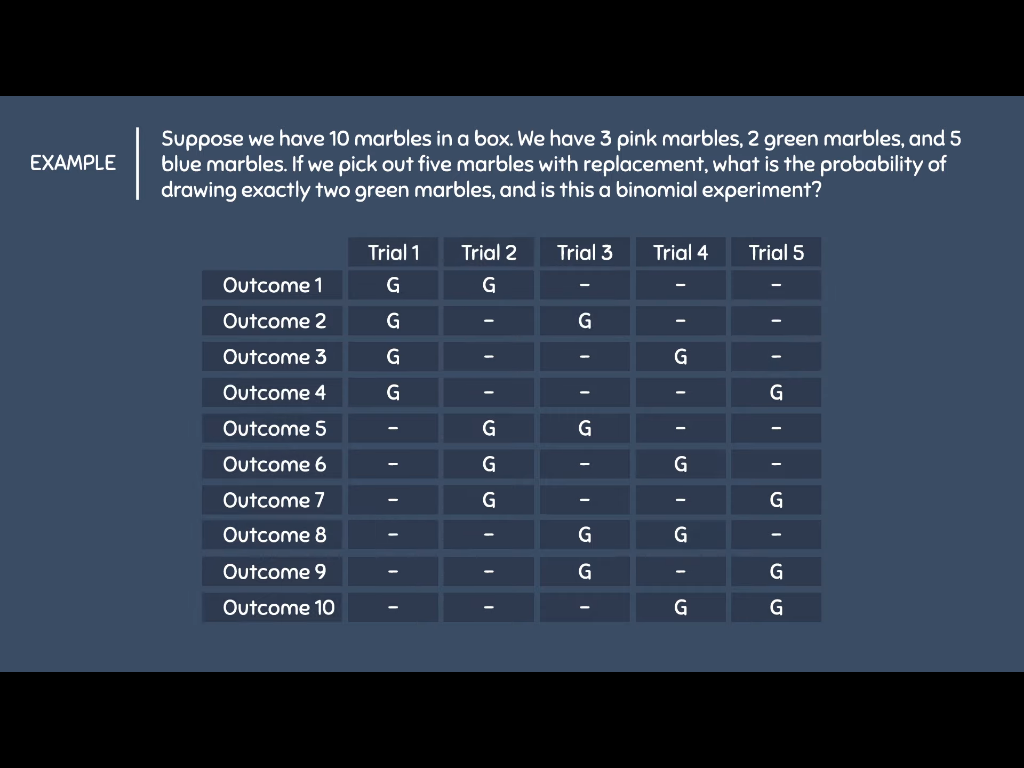 EXAMPLE
Suppose we have 10 marbles in a box. We have 3 pink marbles, 2 green marbles, and 5
blue marbles. If we pick out five marbles with replacement, what is the probability of
drawing exactly two green marbles, and is this a binomial experiment?
Trial 1 Trial 2 Trial 3 Trial 4 Trial 5
Outcome 1 G G - - -
Outcome 2 G - G - -
Outcome 3 G - - G -
Outcome 4 G - - - G
Outcome 5 - G G - -
Outcome 6 - G - G -
Outcome 7 - G - - G
Outcome 8 - - G G -
Outcome 9 - - G - G
Outcome 10 - - - G G